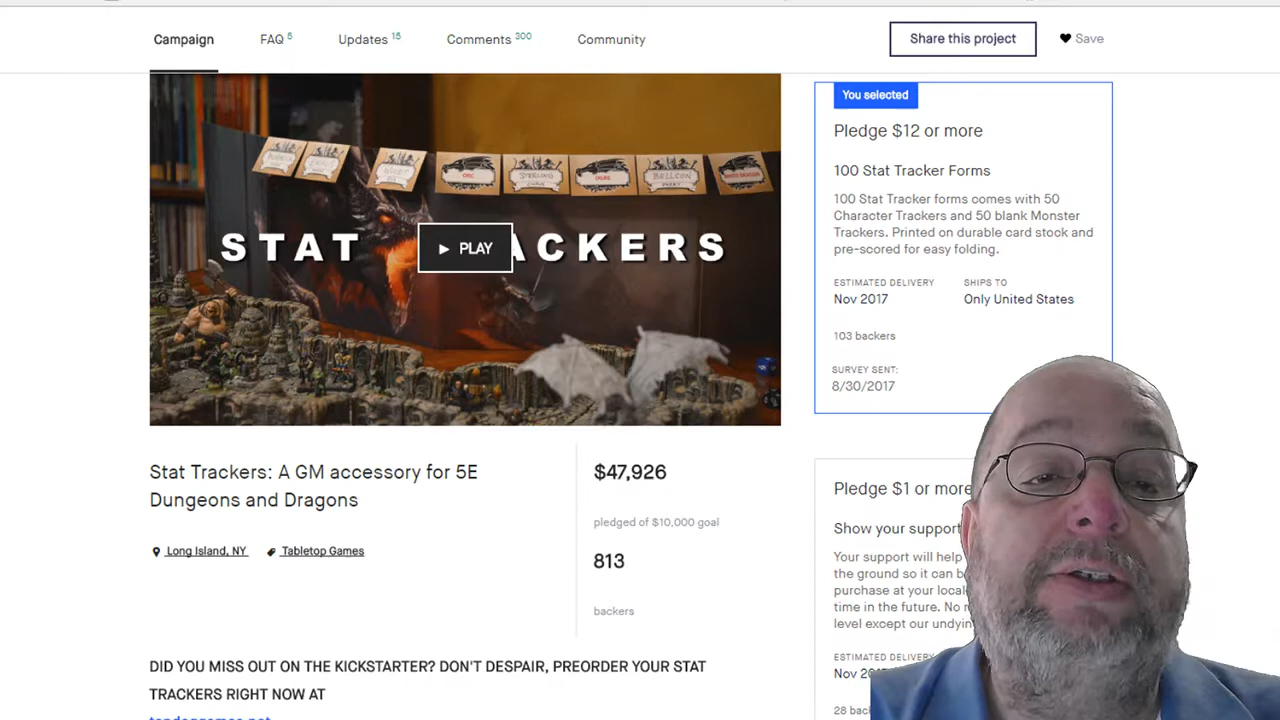 Campaign
FAQ 5
Updates 15
Comments 300
Community
Share this project
Save
STAT
ACKERS
PLAY
ORC
STERLING
BELLCON
You selected
Pledge $12 or more
100 Stat Tracker Forms
100 Stat Tracker forms comes with 50
Character Trackers and 50 blank Monster
Trackers. Printed on durable card stock and
pre-scored for easy folding.
ESTIMATED DELIVERY
Nov 2017
SHIPS TO
Only United States
103 backers
SURVEY SENT:
8/30/2017
Stat Trackers: A GM accessory for 5E
Dungeons and Dragons
Long Island, NY
Tabletop Games
$47,926
pledged of $10,000 goal
813
backers
DID YOU MISS OUT ON THE KICKSTARTER? DON'T DESPAIR, PREORDER YOUR STAT
TRACKERS RIGHT NOW AT
Pledge $1 or more
Show your support
Your support will help
the ground so it can b
purchase at your local
time in the future. No
level except our undyin
ESTIMATED DELIVERY
Nov 20
28 bac